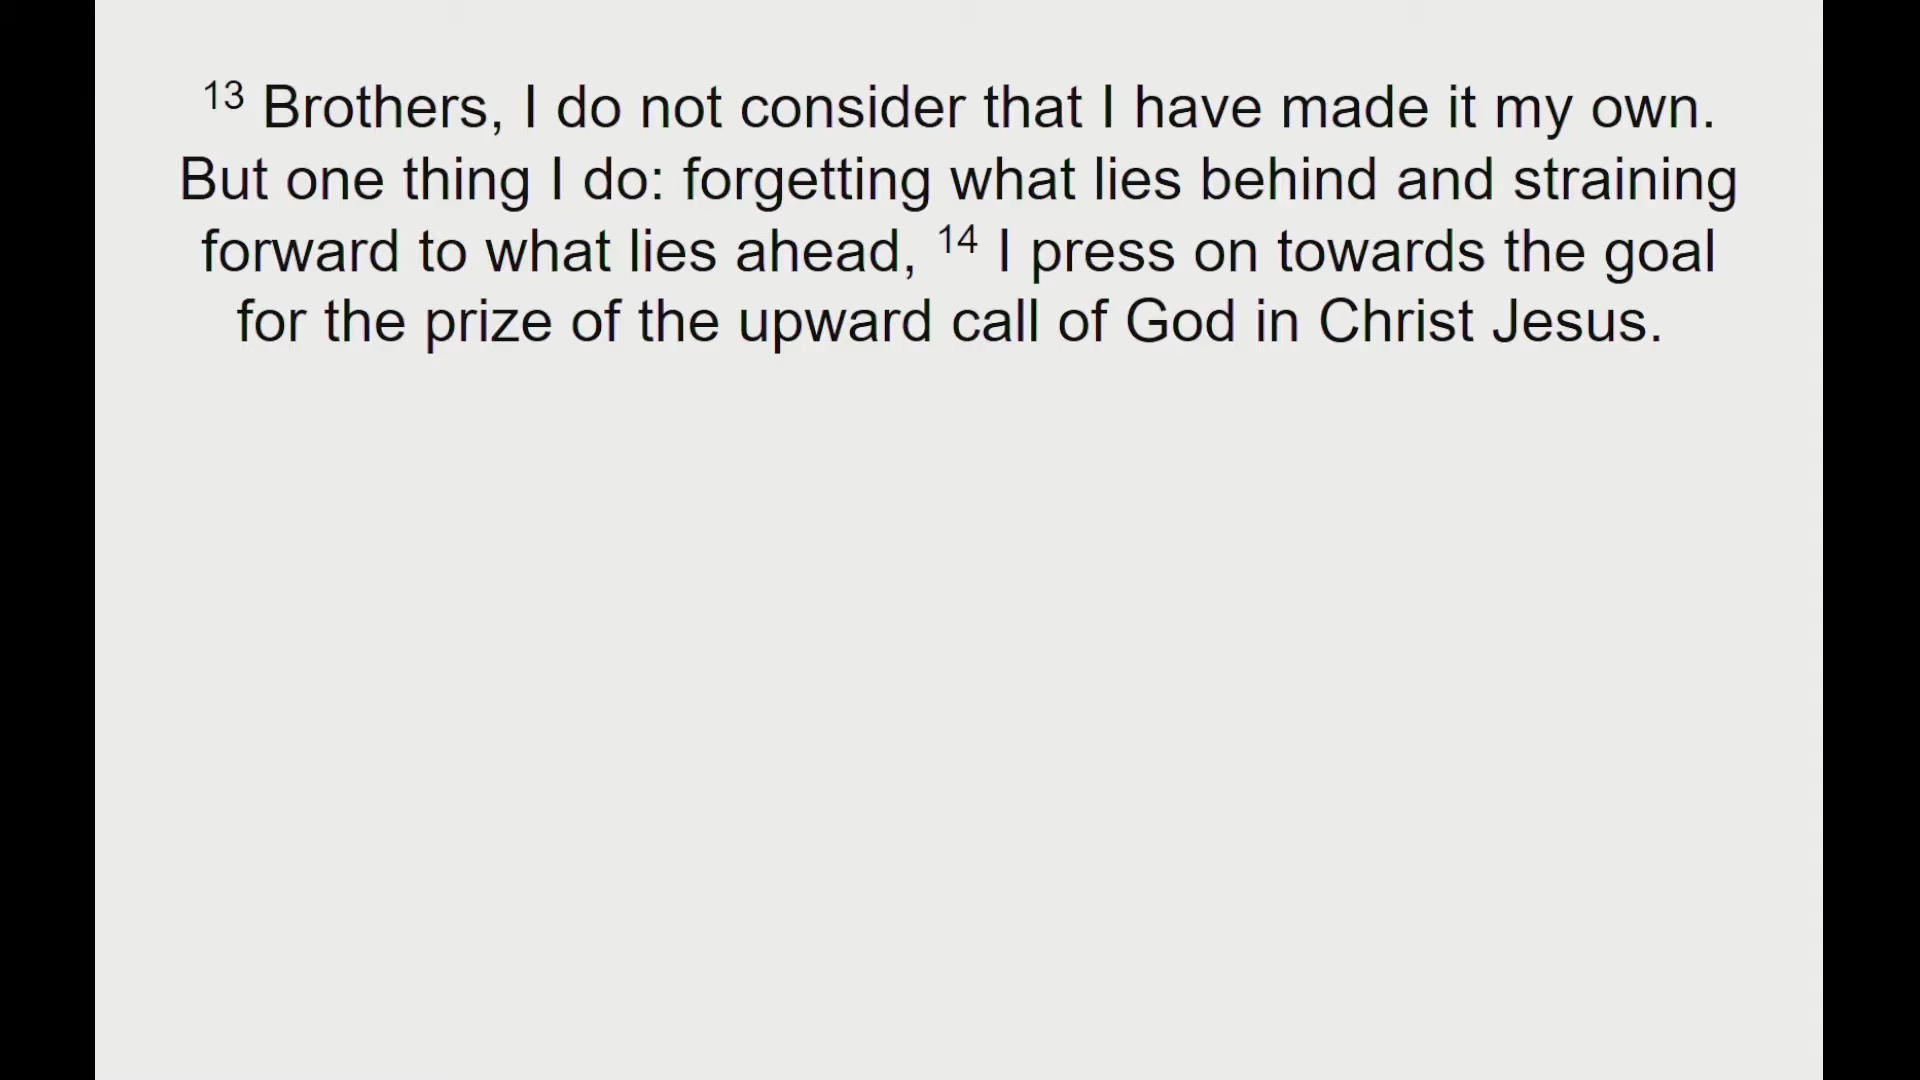 13 Brothers, I do not consider that I have made it my own.
But one thing I do: forgetting what lies behind and straining
forward to what lies ahead, 14 I press on towards the goal
for the prize of the upward call of God in Christ Jesus.